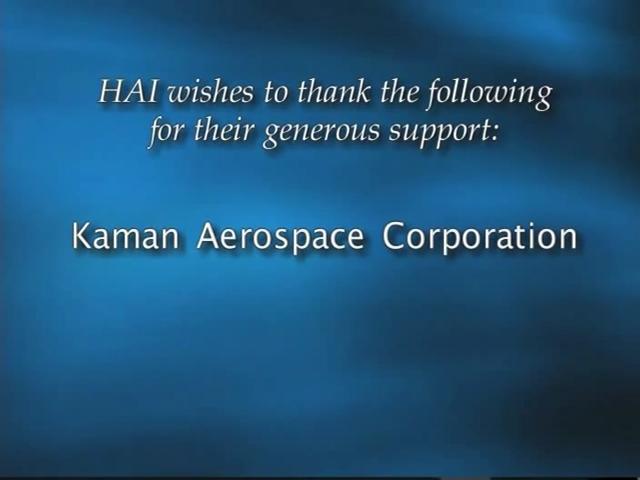 HAI wishes to thank the following
for their generous support:
Kaman Aerospace Corporation